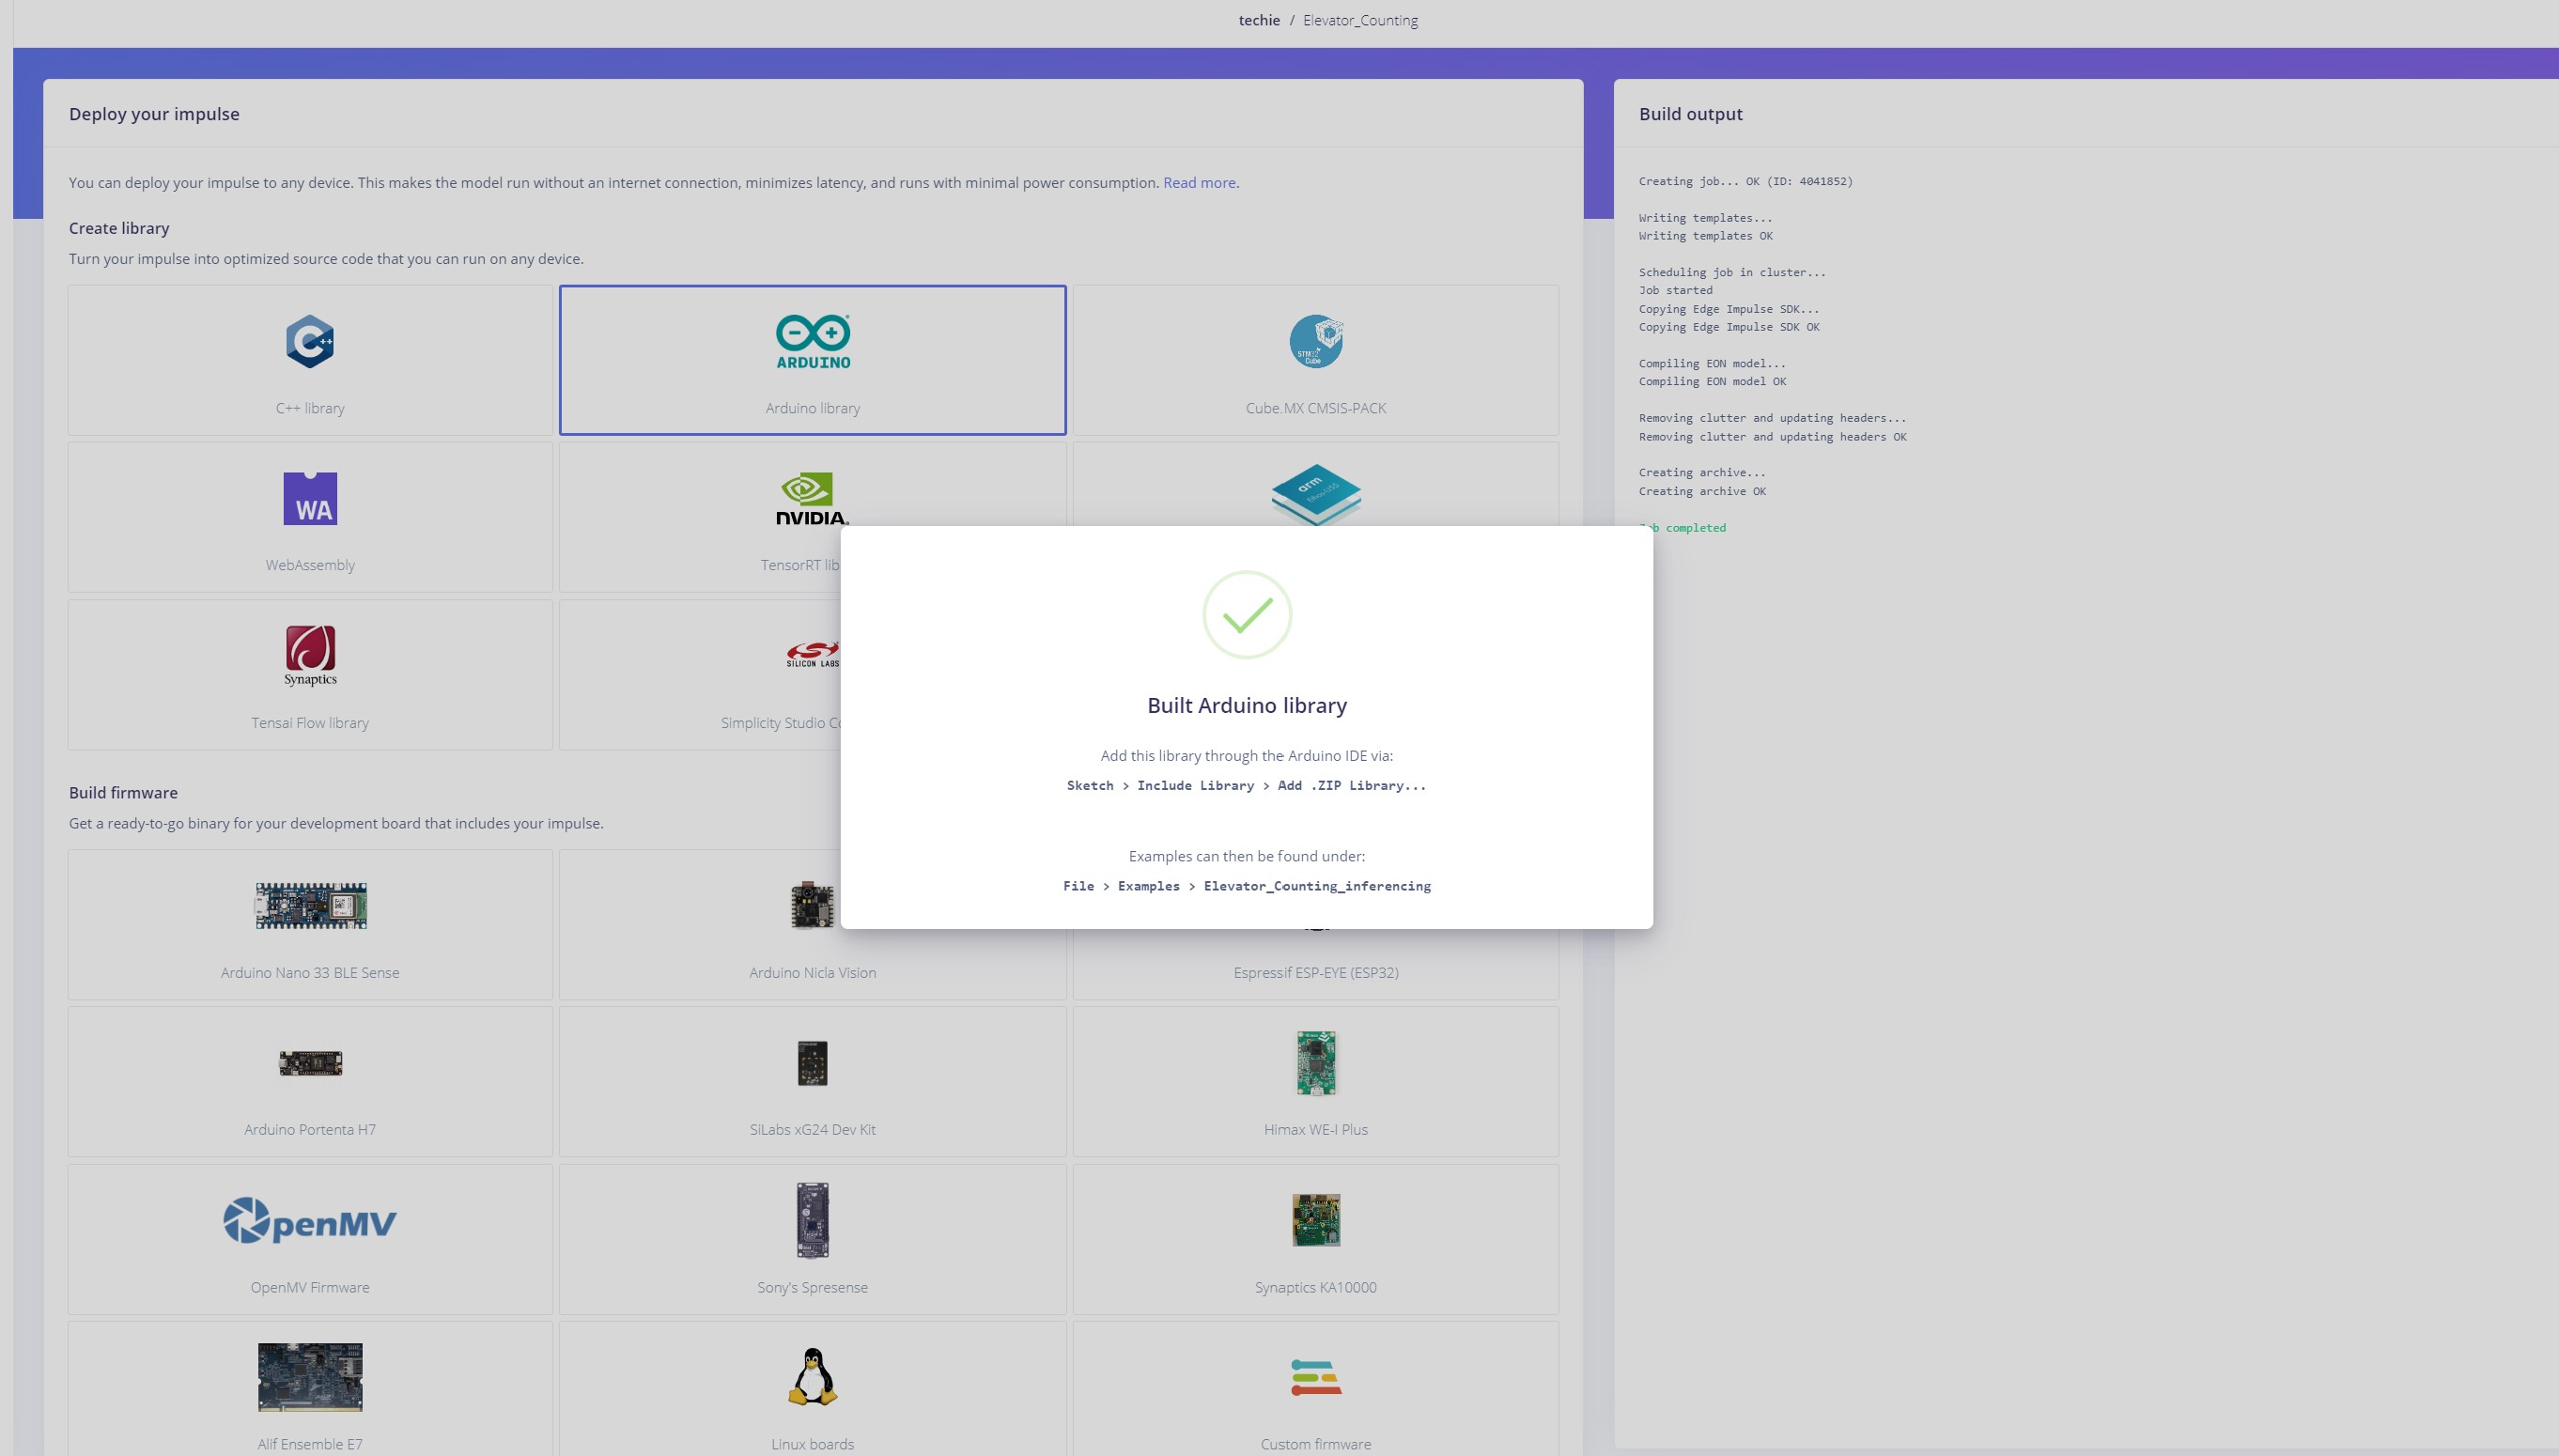 techie / Elevator_Counting
Deploy your impulse
You can deploy your impulse to any device. This makes the model run without an internet connection, minimizes latency, and runs with minimal power consumption. Read more.
Create library
Turn your impulse into optimized source code that you can run on any device.
C++
C++ library
ARDUINO
Arduino library
STM32
Cube
Cube.MX CMSIS-PACK
WA
WebAssembly
NVIDIA
TensorRT lib
arm
Synaptics
Tensai Flow library
SILICON LABS
Simplicity Studio Co
Build firmware
Get a ready-to-go binary for your development board that includes your impulse.
Arduino Nano 33 BLE Sense
Arduino Nicla Vision
Espressif ESP-EYE (ESP32)
Arduino Portenta H7
SiLabs xG24 Dev Kit
Himax WE-I Plus
OpenMV
OpenMV Firmware
Sony's Spresense
Synaptics KA10000
Alif Ensemble E7
Linux boards
Custom firmware
Built Arduino library
Add this library through the Arduino IDE via:
Sketch > Include Library > Add .ZIP Library...
Examples can then be found under:
File > Examples > Elevator_Counting_inferencing
Build output
Creating job... OK (ID: 4041852)
Writing templates...
Writing templates OK
Scheduling job in cluster...
Job started
Copying Edge Impulse SDK...
Copying Edge Impulse SDK OK
Compiling EON model...
Compiling EON model OK
Removing clutter and updating headers...
Removing clutter and updating headers OK
Creating archive...
Creating archive OK
Job completed